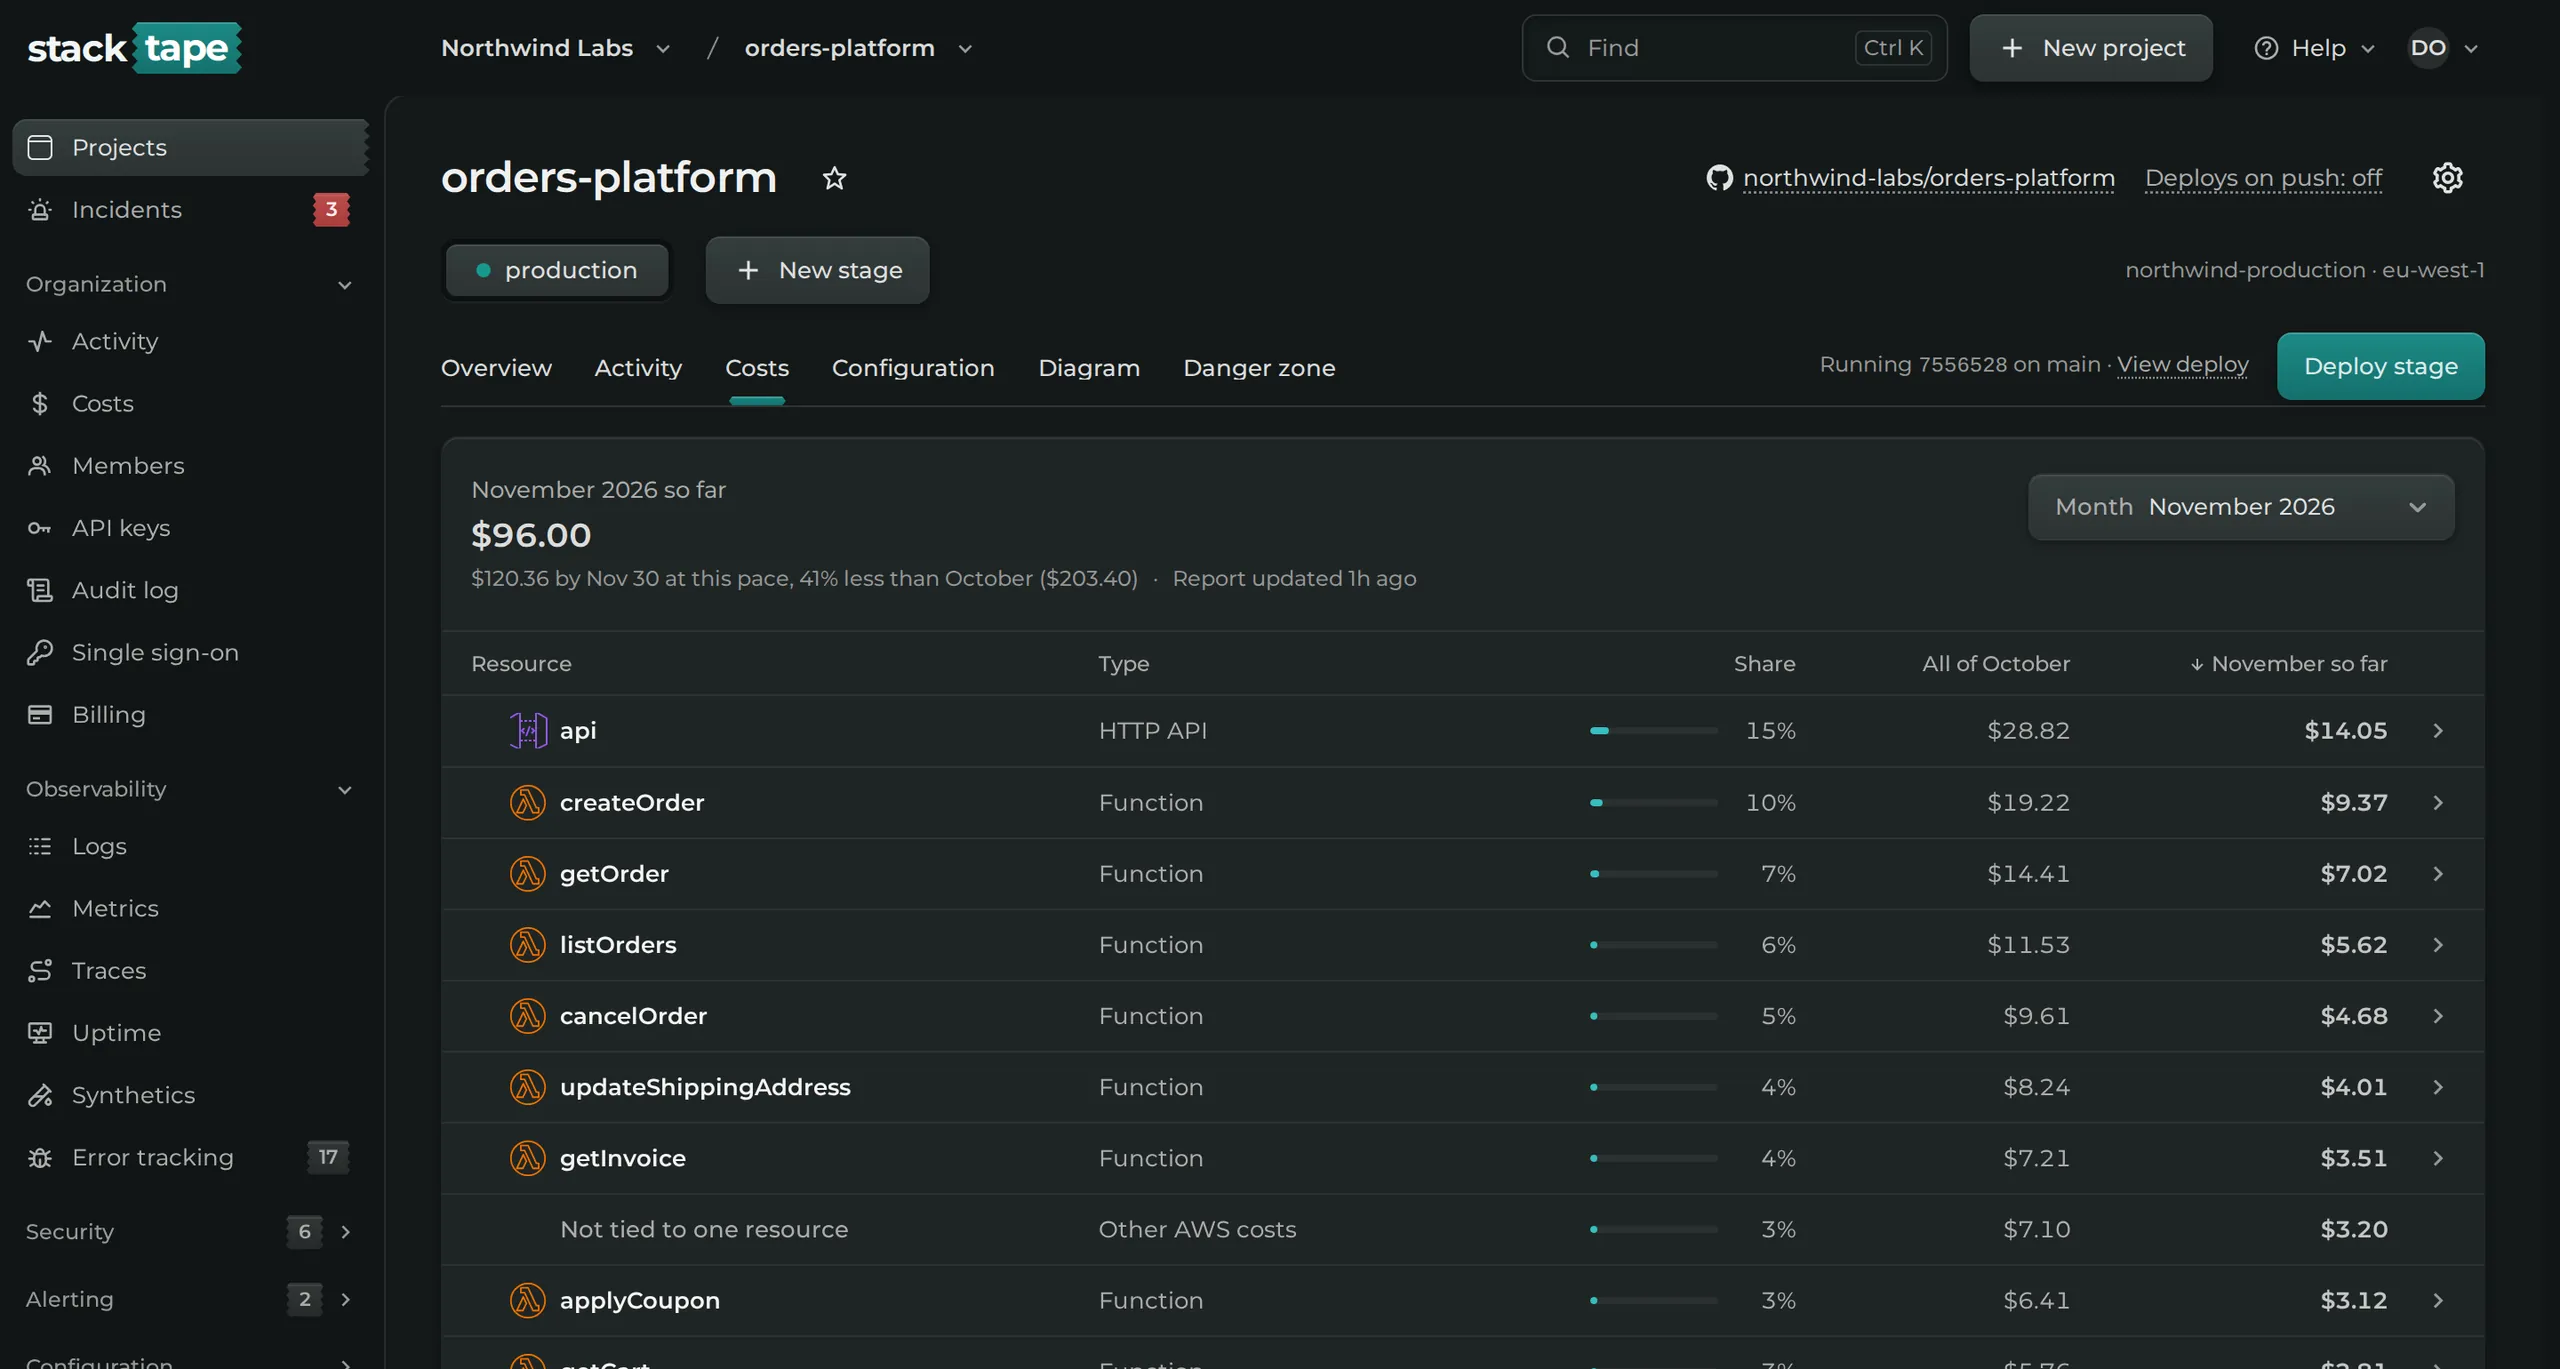 stacktape
Northwind Labs / orders-platform
Find Ctrl K
New project
Help
DO
Projects
Incidents 3
Organization
Activity
Costs
Members
API keys
Audit log
Single sign-on
Billing
Observability
Logs
Metrics
Traces
Uptime
Synthetics
Error tracking 17
Security 6
Alerting 2
Configuration
orders-platform
northwind-labs/orders-platform Deploys on push: off
production
New stage
northwind-production · eu-west-1
Overview Activity Costs Configuration Diagram Danger zone
Running 7556528 on main · View deploy
Deploy stage
November 2026 so far
$96.00
$120.36 by Nov 30 at this pace, 41% less than October ($203.40) · Report updated 1h ago
Month November 2026
Resource Type Share All of October November so far
api HTTP API 15% $28.82 $14.05
createOrder Function 10% $19.22 $9.37
getOrder Function 7% $14.41 $7.02
listOrders Function 6% $11.53 $5.62
cancelOrder Function 5% $9.61 $4.68
updateShippingAddress Function 4% $8.24 $4.01
getInvoice Function 4% $7.21 $3.51
Not tied to one resource Other AWS costs 3% $7.10 $3.20
applyCoupon Function 3% $6.41 $3.12
getCart Function 3% $5.76 $2.81